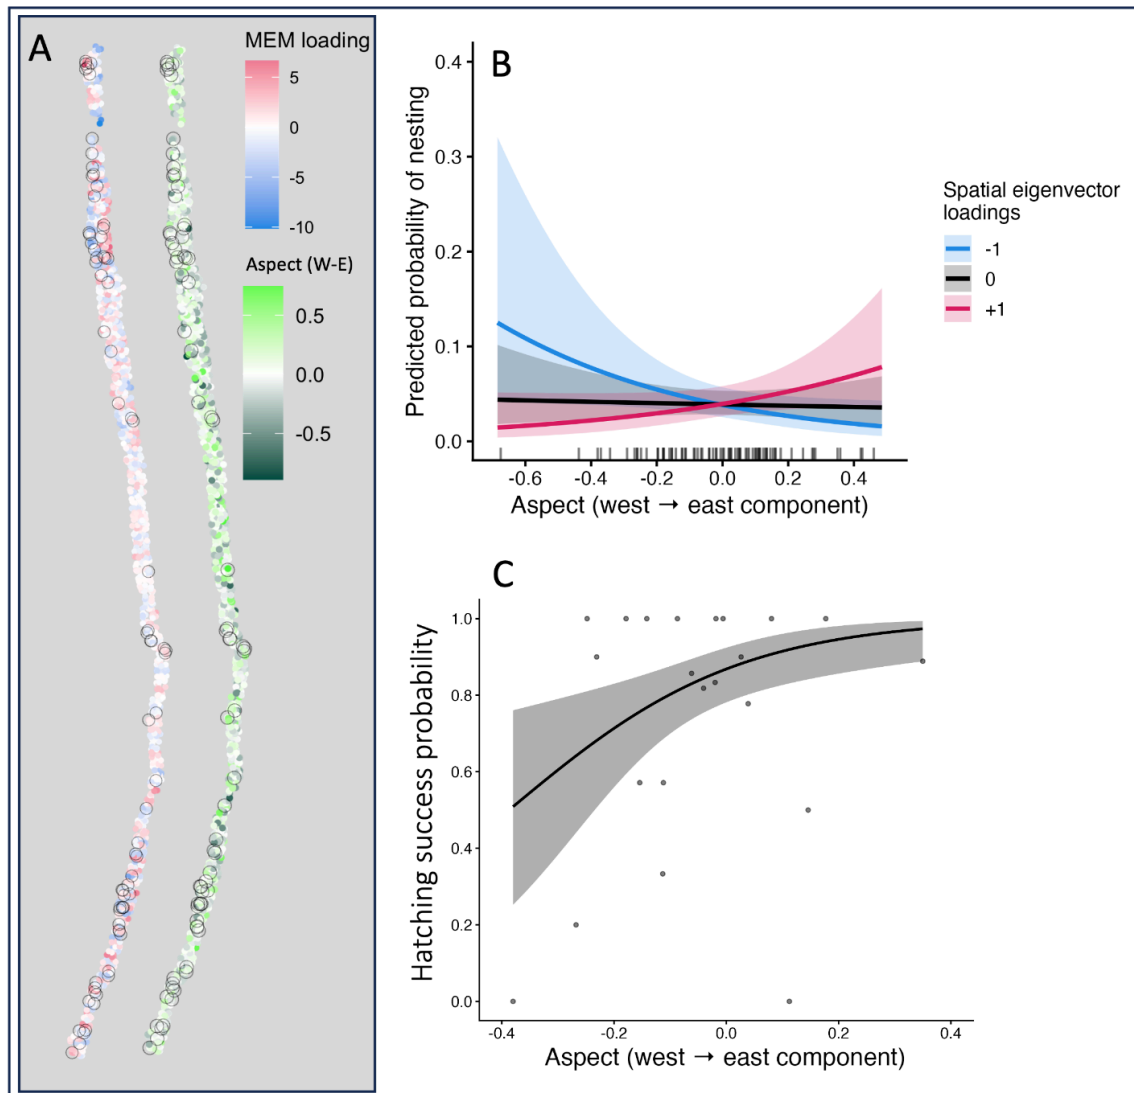 A
MEM loading
5
0
-5
-10
Aspect (W-E)
0.5
0.0
-0.5
B
Predicted probability of nesting
0.4
0.3
0.2
0.1
0.0
-0.6
-0.4
-0.2
0.0
0.2
0.4
Aspect (west → east component)
Spatial eigenvector
loadings
-1
0
+1
C
Hatching success probability
1.0
0.8
0.6
0.4
0.2
0.0
-0.4
-0.2
0.0
0.2
0.4
Aspect (west → east component)